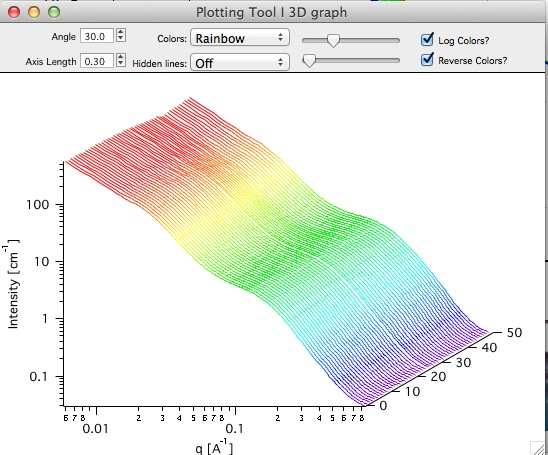 Plotting Tool I 3D graph
Angle 30.0 Colors: Rainbow Log Colors?
Axis Length 0.30 Hidden lines: Off Reverse Colors?
100
10
1
0.1
Intensity [cm⁻¹]
50
40
30
20
10
0
6 7 8 2 3 4 5 6 7 8 2 3 4 5 6 7 8
0.01 0.1
q [A⁻¹]